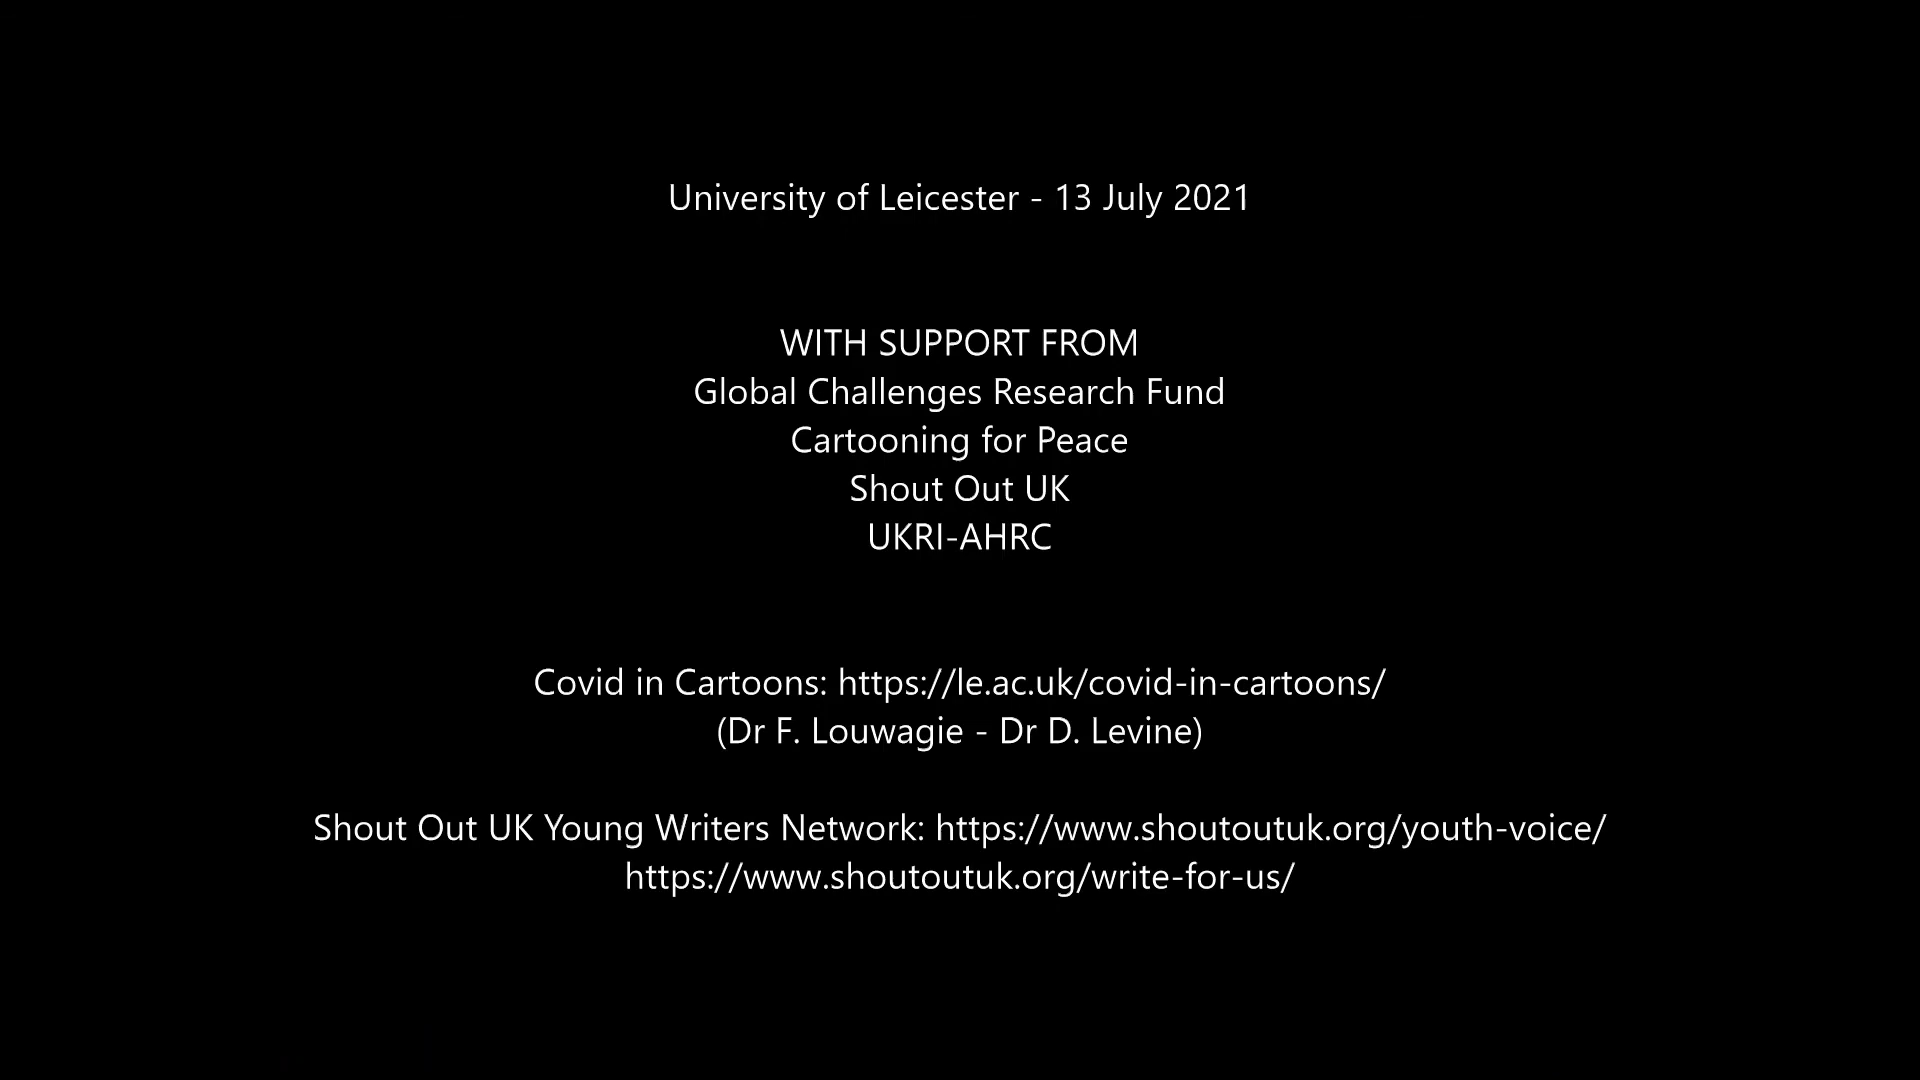 University of Leicester - 13 July 2021
WITH SUPPORT FROM
Global Challenges Research Fund
Cartooning for Peace
Shout Out UK
UKRI-AHRC
Covid in Cartoons: https://le.ac.uk/covid-in-cartoons/
(Dr F. Louwagie - Dr D. Levine)
Shout Out UK Young Writers Network: https://www.shoutoutuk.org/youth-voice/
https://www.shoutoutuk.org/write-for-us/